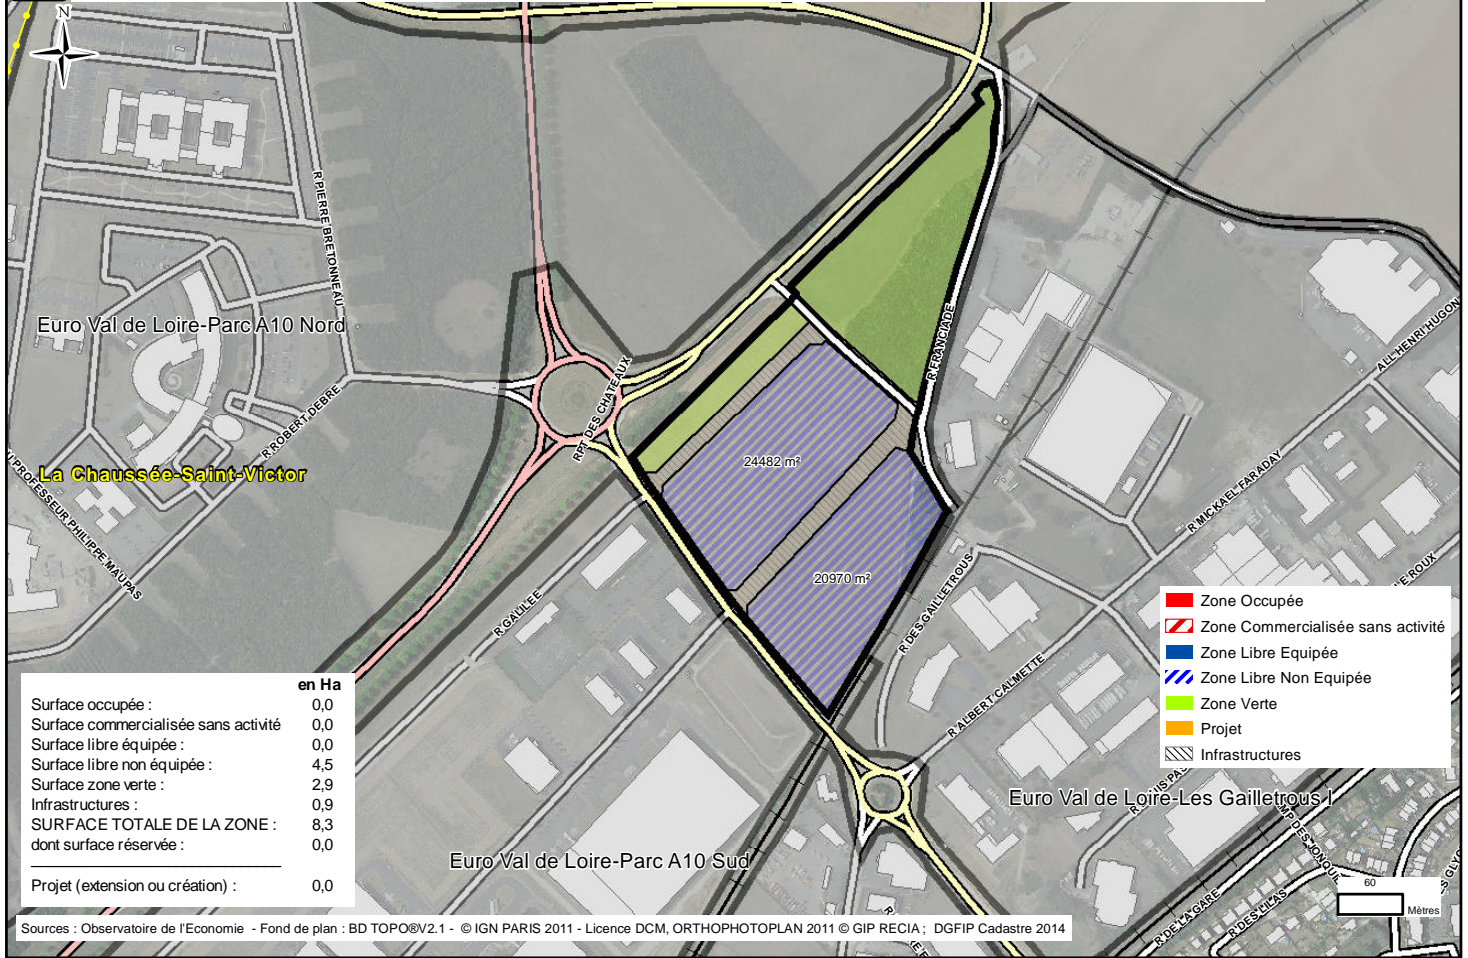 N
R PIERRE BRETONNEAU
Euro Val de Loire-Parc A10 Nord
R FRANCIADE
ALL HENRI HUGON
RPT DES CHATEAUX
R ROBERT DEBRE
La Chaussée-Saint-Victor
24482 m²
R MICKAEL FARADAY
U PROFESSEUR PHILIPPE MAUPAS
20970 m²
R GALILEE
R DES GAILLETROUS
LE ROUX
Zone Occupée
Zone Commercialisée sans activité
Zone Libre Equipée
Zone Libre Non Equipée
Zone Verte
Projet
Infrastructures
R ALBERT CALMETTE
en Ha
Surface occupée : 0,0
Surface commercialisée sans activité 0,0
Surface libre équipée : 0,0
Surface libre non équipée : 4,5
Surface zone verte : 2,9
Infrastructures : 0,9
SURFACE TOTALE DE LA ZONE : 8,3
dont surface réservée : 0,0
Projet (extension ou création) : 0,0
Euro Val de Loire-Les Gailletrous I
Euro Val de Loire-Parc A10 Sud
60
Mètres
R DE LA GARE
R DES LILAS
Sources : Observatoire de l'Economie - Fond de plan : BD TOPO®V2.1 - © IGN PARIS 2011 - Licence DCM, ORTHOPHOTOPLAN 2011 © GIP RECIA ; DGFIP Cadastre 2014